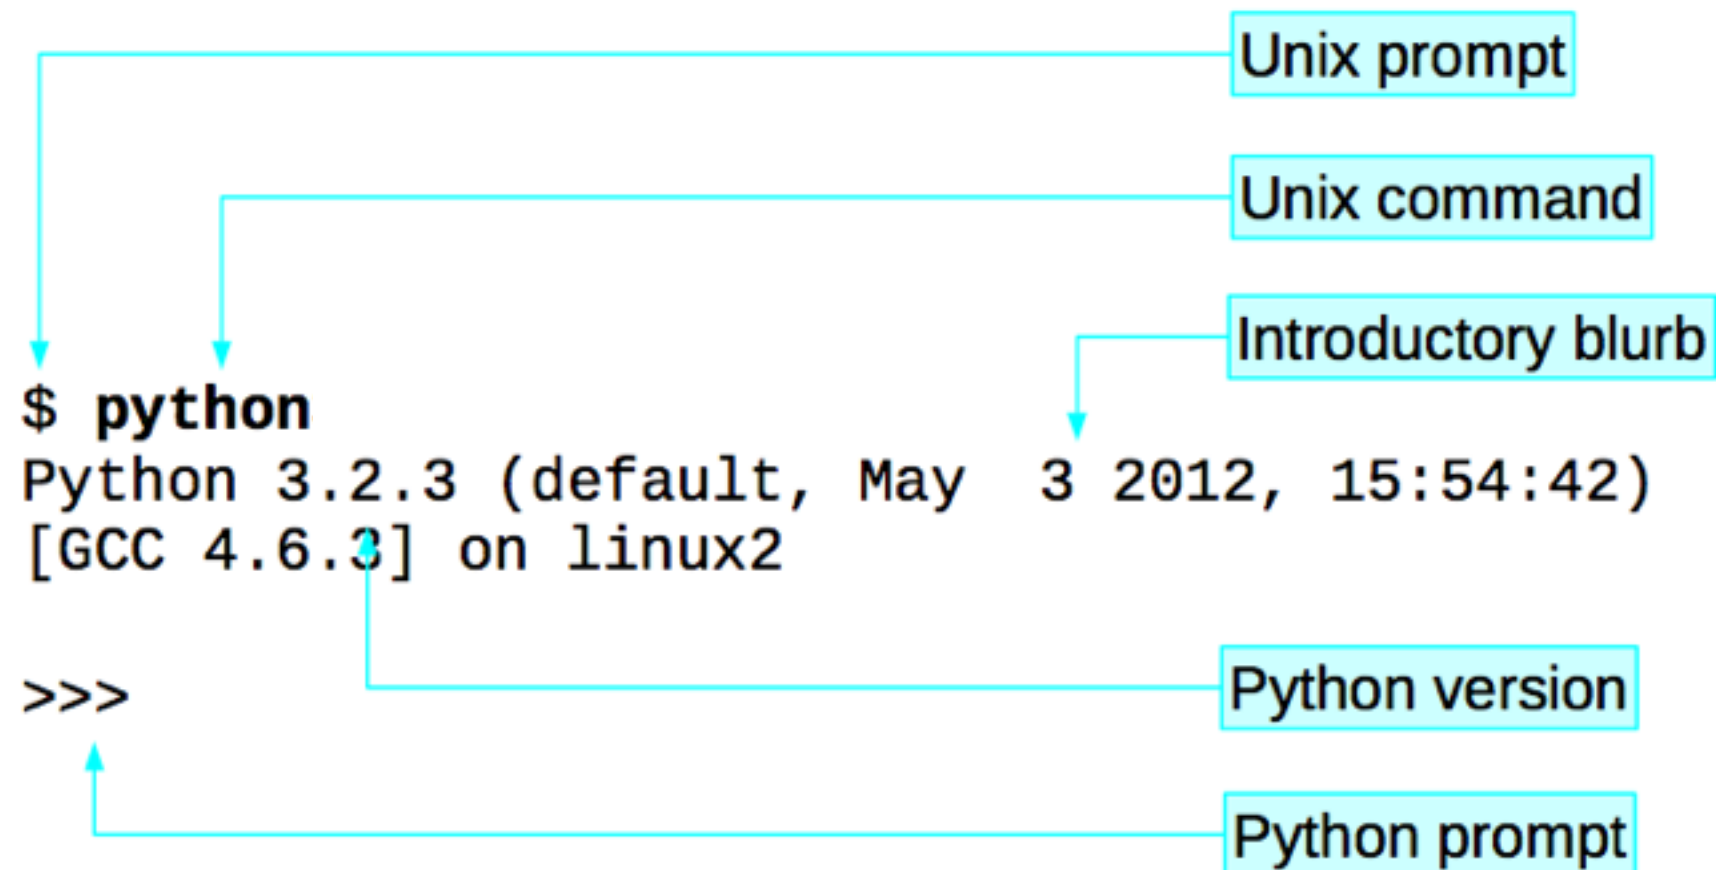 Unix prompt
Unix command
Introductory blurb
$ python
Python 3.2.3 (default, May  3 2012, 15:54:42)
[GCC 4.6.3] on linux2
Python version
>>>
Python prompt